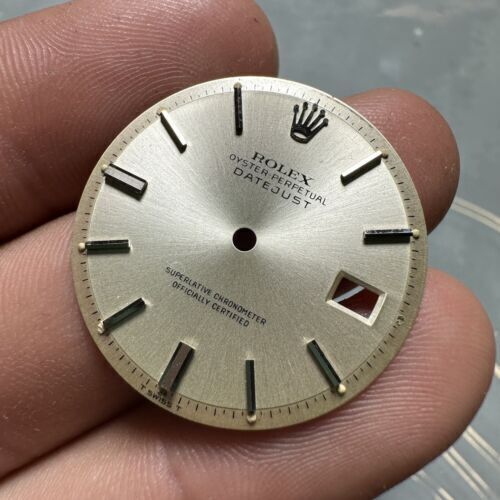 ROLEX
OYSTER PERPETUAL
DATEJUST
SUPERLATIVE CHRONOMETER
OFFICIALLY CERTIFIED
T SWISS T